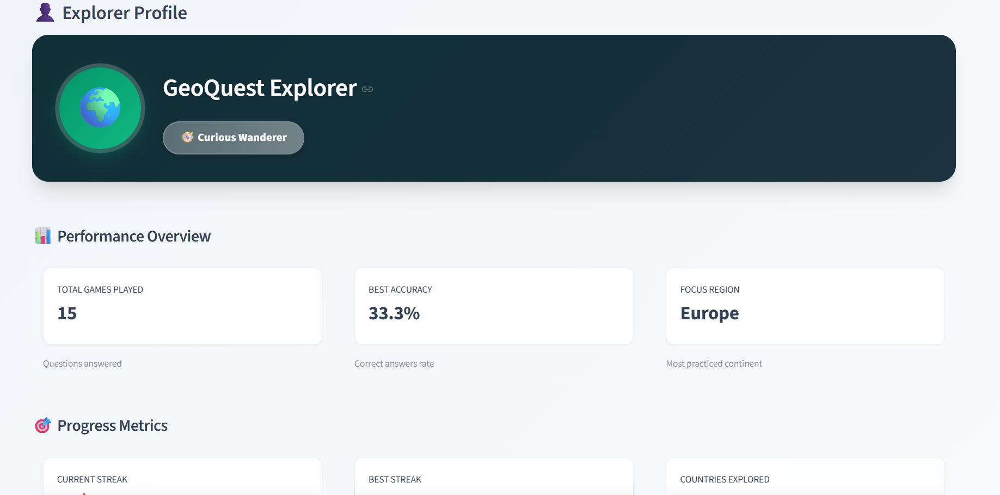 Explorer Profile
GeoQuest Explorer
Curious Wanderer
Performance Overview
TOTAL GAMES PLAYED
15
Questions answered
BEST ACCURACY
33.3%
Correct answers rate
FOCUS REGION
Europe
Most practiced continent
Progress Metrics
CURRENT STREAK
BEST STREAK
COUNTRIES EXPLORED